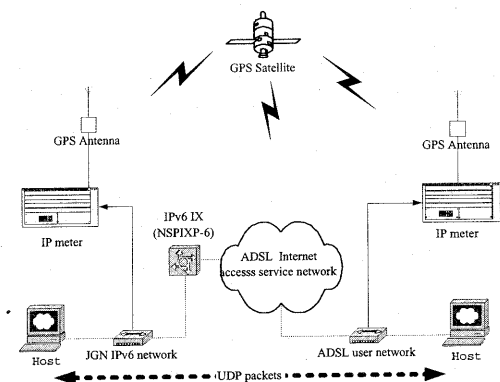 GPS Satellite
GPS Antenna
GPS Antenna
IP meter
IPv6 IX
(NSPIXP-6)
ADSL Internet
accesss service network
IP meter
Host
JGN IPv6 network
ADSL user network
Host
UDP packets